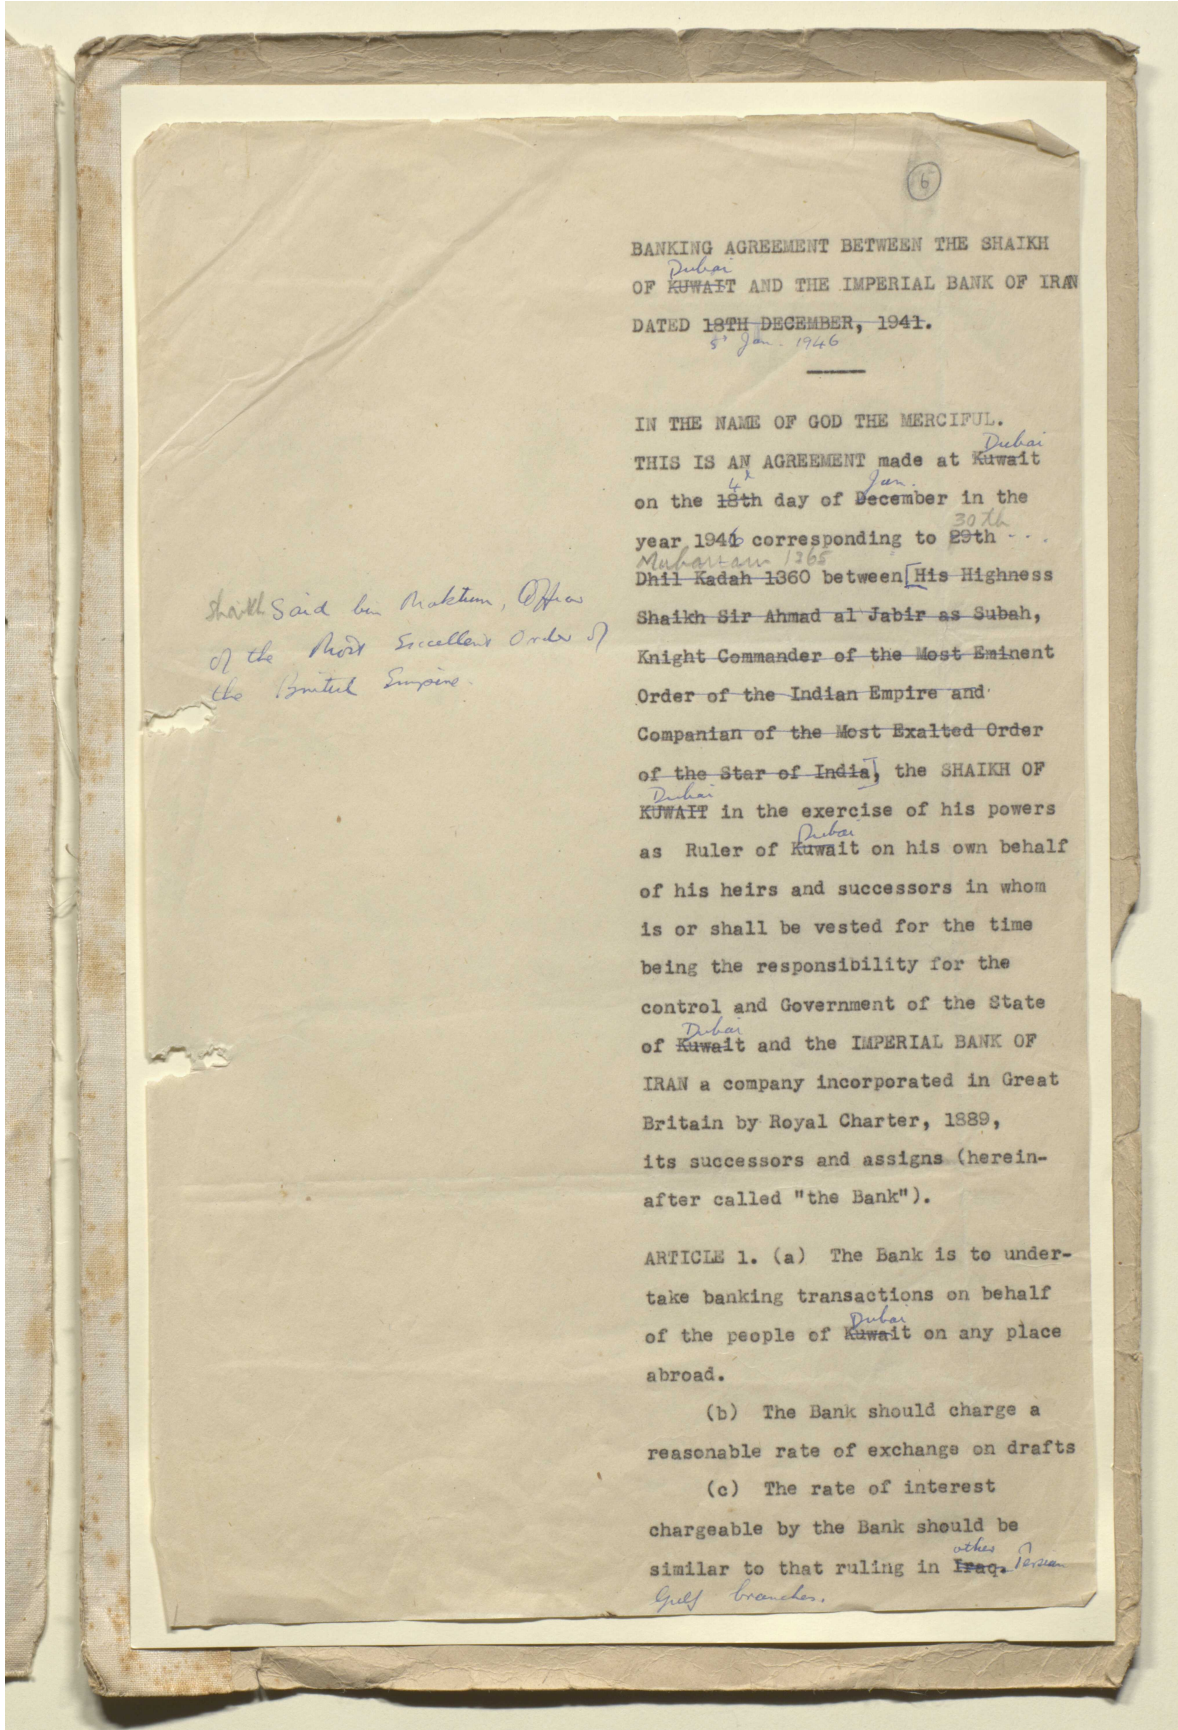 6
BANKING AGREEMENT BETWEEN THE SHAIKH
Dubai
OF KUWAIT AND THE IMPERIAL BANK OF IRAN
DATED 18TH DECEMBER, 1941.
5th Jan. 1946
IN THE NAME OF GOD THE MERCIFUL.
Dubai
THIS IS AN AGREEMENT made at Kuwait
4th Jan.
on the 18th day of December in the
30th
year 1946 corresponding to 29th ...
Muharram 1365
Dhil Kadah 1360 between [His Highness
Shaikh Said bin Maktum, Officer
of the Most Excellent Order of
the British Empire.
Shaikh Sir Ahmad al Jabir as Subah,
Knight Commander of the Most Eminent
Order of the Indian Empire and
Companian of the Most Exalted Order
of the Star of India], the SHAIKH OF
Dubai
KUWAIT in the exercise of his powers
Dubai
as Ruler of Kuwait on his own behalf
of his heirs and successors in whom
is or shall be vested for the time
being the responsibility for the
control and Government of the State
Dubai
of Kuwait and the IMPERIAL BANK OF
IRAN a company incorporated in Great
Britain by Royal Charter, 1889,
its successors and assigns (herein-
after called "the Bank").
ARTICLE 1. (a) The Bank is to under-
take banking transactions on behalf
Dubai
of the people of Kuwait on any place
abroad.
(b) The Bank should charge a
reasonable rate of exchange on drafts
(c) The rate of interest
chargeable by the Bank should be
other
similar to that ruling in Iraq. Persian
Gulf branches.